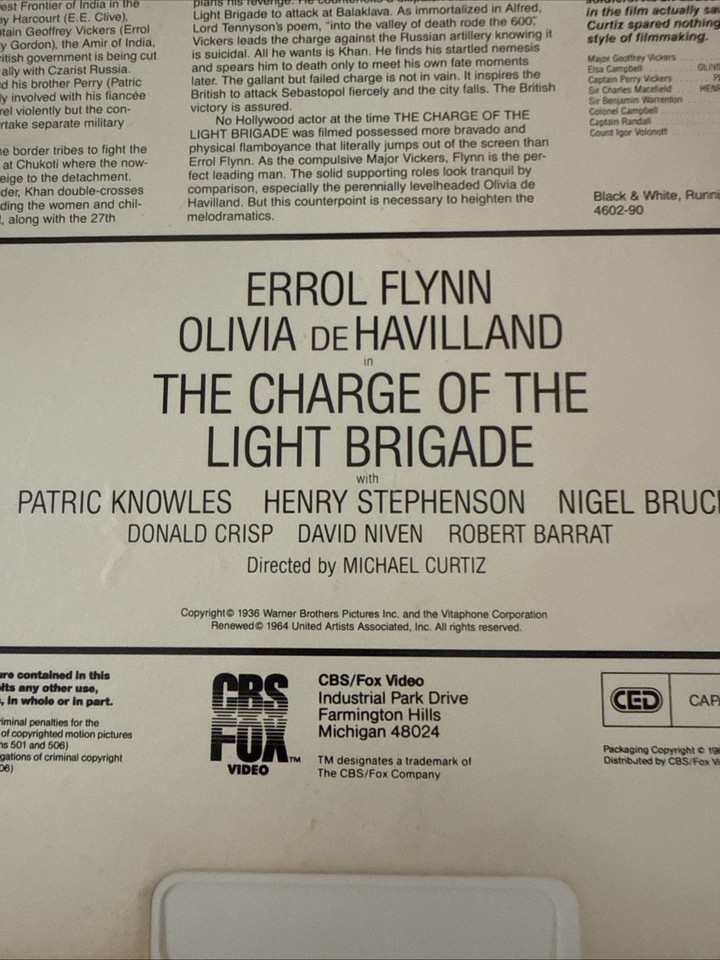 est Frontier of India in the
y Harcourt (E.E. Clive),
tain Geoffrey Vickers (Errol
y Gordon), the Amir of India,
itish government is being cut
ally with Czarist Russia.
d his brother Perry (Patric
ly involved with his fiancée
rel violently but the con-
rtake separate military
e border tribes to fight the
at Chukoti where the now-
eige to the detachment.
der, Khan double-crosses
ding the women and chil-
, along with the 27th
Light Brigade to attack at Balaklava. As immortalized in Alfred,
Lord Tennyson's poem, "into the valley of death rode the 600,"
Vickers leads the charge against the Russian artillery knowing it
is suicidal. All he wants is Khan. He finds his startled nemesis
and spears him to death only to meet his own fate moments
later. The gallant but failed charge is not in vain. It inspires the
British to attack Sebastopol fiercely and the city falls. The British
victory is assured.
No Hollywood actor at the time THE CHARGE OF THE
LIGHT BRIGADE was filmed possessed more bravado and
physical flamboyance that literally jumps out of the screen than
Errol Flynn. As the compulsive Major Vickers, Flynn is the per-
fect leading man. The solid supporting roles look tranquil by
comparison, especially the perennially levelheaded Olivia de
Havilland. But this counterpoint is necessary to heighten the
melodramatics.
in the film actually sa
Curtiz spared nothing
style of filmmaking.
Major Geoffrey Vickers
Elsa Campbell OLIV
Captain Perry Vickers P
Sir Charles Macefield HENR
Sir Benjamin Warrenton
Colonel Campbell
Captain Randall
Count Igor Volonoff
Black & White, Runni
4602-90
ERROL FLYNN
OLIVIA DE HAVILLAND
in
THE CHARGE OF THE
LIGHT BRIGADE
with
PATRIC KNOWLES HENRY STEPHENSON NIGEL BRUC
DONALD CRISP DAVID NIVEN ROBERT BARRAT
Directed by MICHAEL CURTIZ
Copyright © 1936 Warner Brothers Pictures Inc. and the Vitaphone Corporation
Renewed © 1964 United Artists Associated, Inc. All rights reserved.
ure contained in this
its any other use,
, in whole or in part.
iminal penalties for the
of copyrighted motion pictures
ns 501 and 506)
gations of criminal copyright
06)
CBS
FOX
VIDEO
TM
CBS/Fox Video
Industrial Park Drive
Farmington Hills
Michigan 48024
TM designates a trademark of
The CBS/Fox Company
CED CAP
Packaging Copyright © 19
Distributed by CBS/Fox Vi